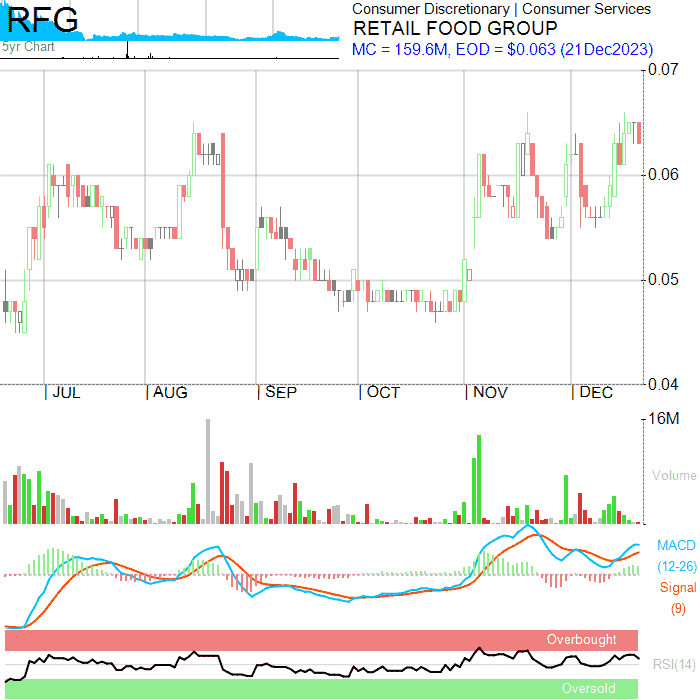 RFG
5yr Chart
Consumer Discretionary | Consumer Services
RETAIL FOOD GROUP
MC = 159.6M, EOD = $0.063 (21Dec2023)
0.07
0.06
0.05
0.04
| JUL | AUG | SEP | OCT | NOV | DEC
16M
Volume
MACD
(12-26)
Signal
(9)
Overbought
RSI(14)
Oversold